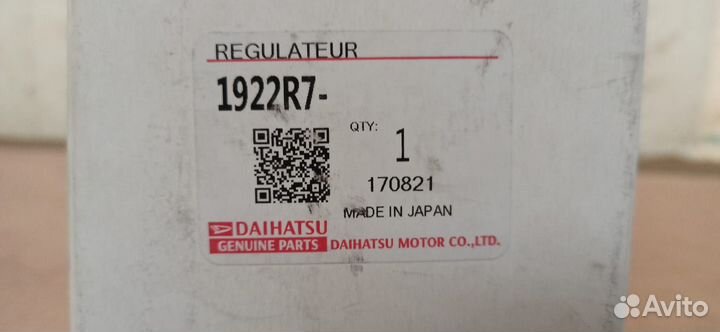 REGULATEUR
1922R7-
QTY: 1
170821
MADE IN JAPAN
DAIHATSU
GENUINE PARTS DAIHATSU MOTOR CO.,LTD.
Avito